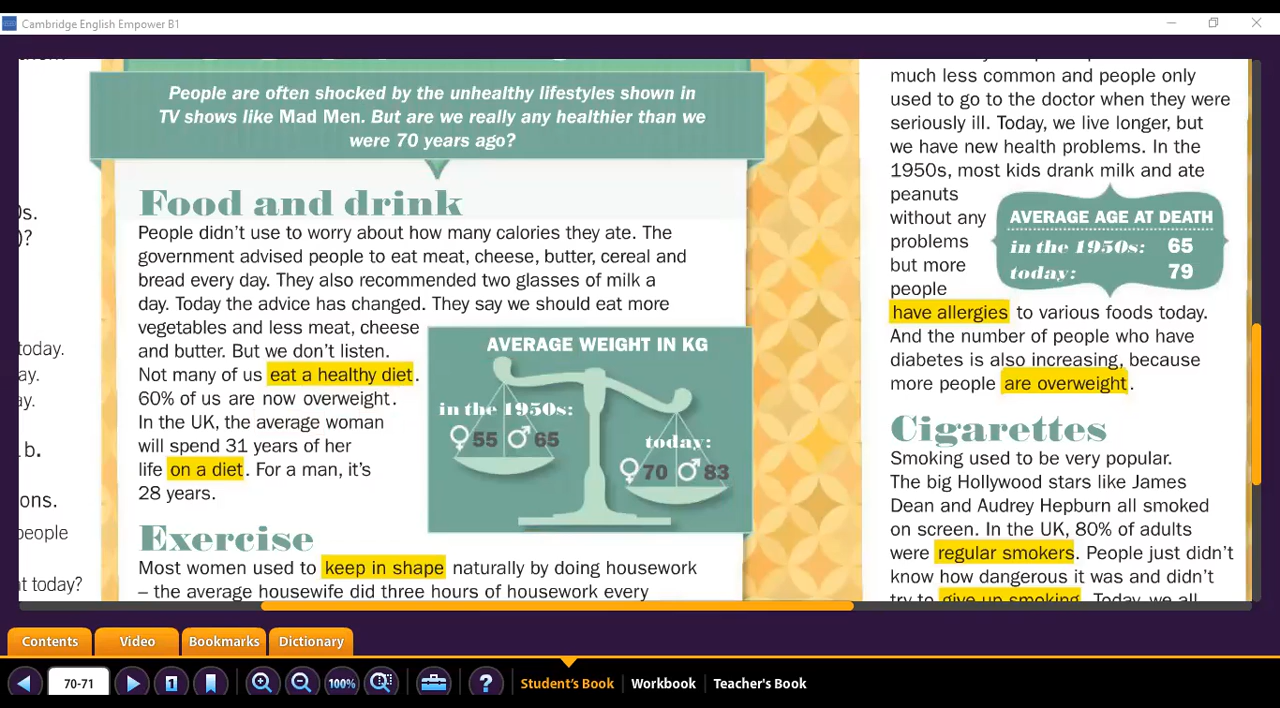 Cambridge English Empower B1
0s.
)?
today.
ay.
ay.
b.
ons.
people
at today?
People are often shocked by the unhealthy lifestyles shown in
TV shows like Mad Men. But are we really any healthier than we
were 70 years ago?
Food and drink
People didn't use to worry about how many calories they ate. The
government advised people to eat meat, cheese, butter, cereal and
bread every day. They also recommended two glasses of milk a
day. Today the advice has changed. They say we should eat more
vegetables and less meat, cheese
and butter. But we don't listen.
Not many of us eat a healthy diet.
60% of us are now overweight.
In the UK, the average woman
will spend 31 years of her
life on a diet. For a man, it's
28 years.
AVERAGE WEIGHT IN KG
in the 1950s:
♀55 ♂65
today:
♀70 ♂83
Exercise
Most women used to keep in shape naturally by doing housework
– the average housewife did three hours of housework every
much less common and people only
used to go to the doctor when they were
seriously ill. Today, we live longer, but
we have new health problems. In the
1950s, most kids drank milk and ate
peanuts
without any
problems
but more
people
have allergies to various foods today.
And the number of people who have
diabetes is also increasing, because
more people are overweight.
AVERAGE AGE AT DEATH
in the 1950s: 65
today: 79
Cigarettes
Smoking used to be very popular.
The big Hollywood stars like James
Dean and Audrey Hepburn all smoked
on screen. In the UK, 80% of adults
were regular smokers. People just didn't
know how dangerous it was and didn't
try to give up smoking. Today, we all
Contents Video Bookmarks Dictionary
70-71 1 100% ? Student's Book Workbook Teacher's Book